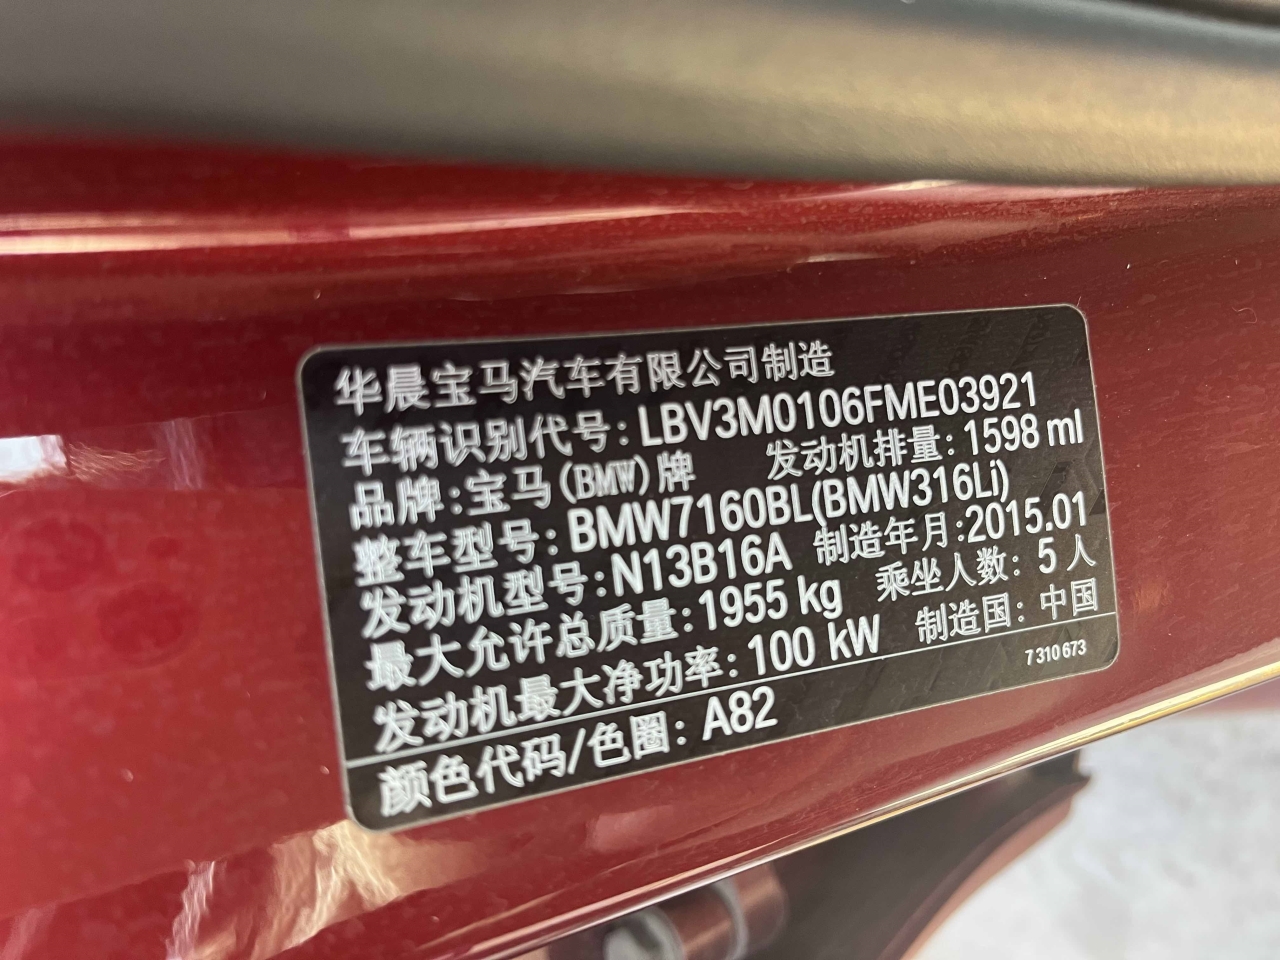 华晨宝马汽车有限公司制造
车辆识别代号: LBV3M0106FME03921
品牌: 宝马(BMW)牌 发动机排量: 1598 ml
整车型号: BMW7160BL(BMW316Li)
发动机型号: N13B16A 制造年月: 2015.01
最大允许总质量: 1955 kg 乘坐人数: 5 人
发动机最大净功率: 100 kW 制造国: 中国
颜色代码/色圈: A82 7 310 673